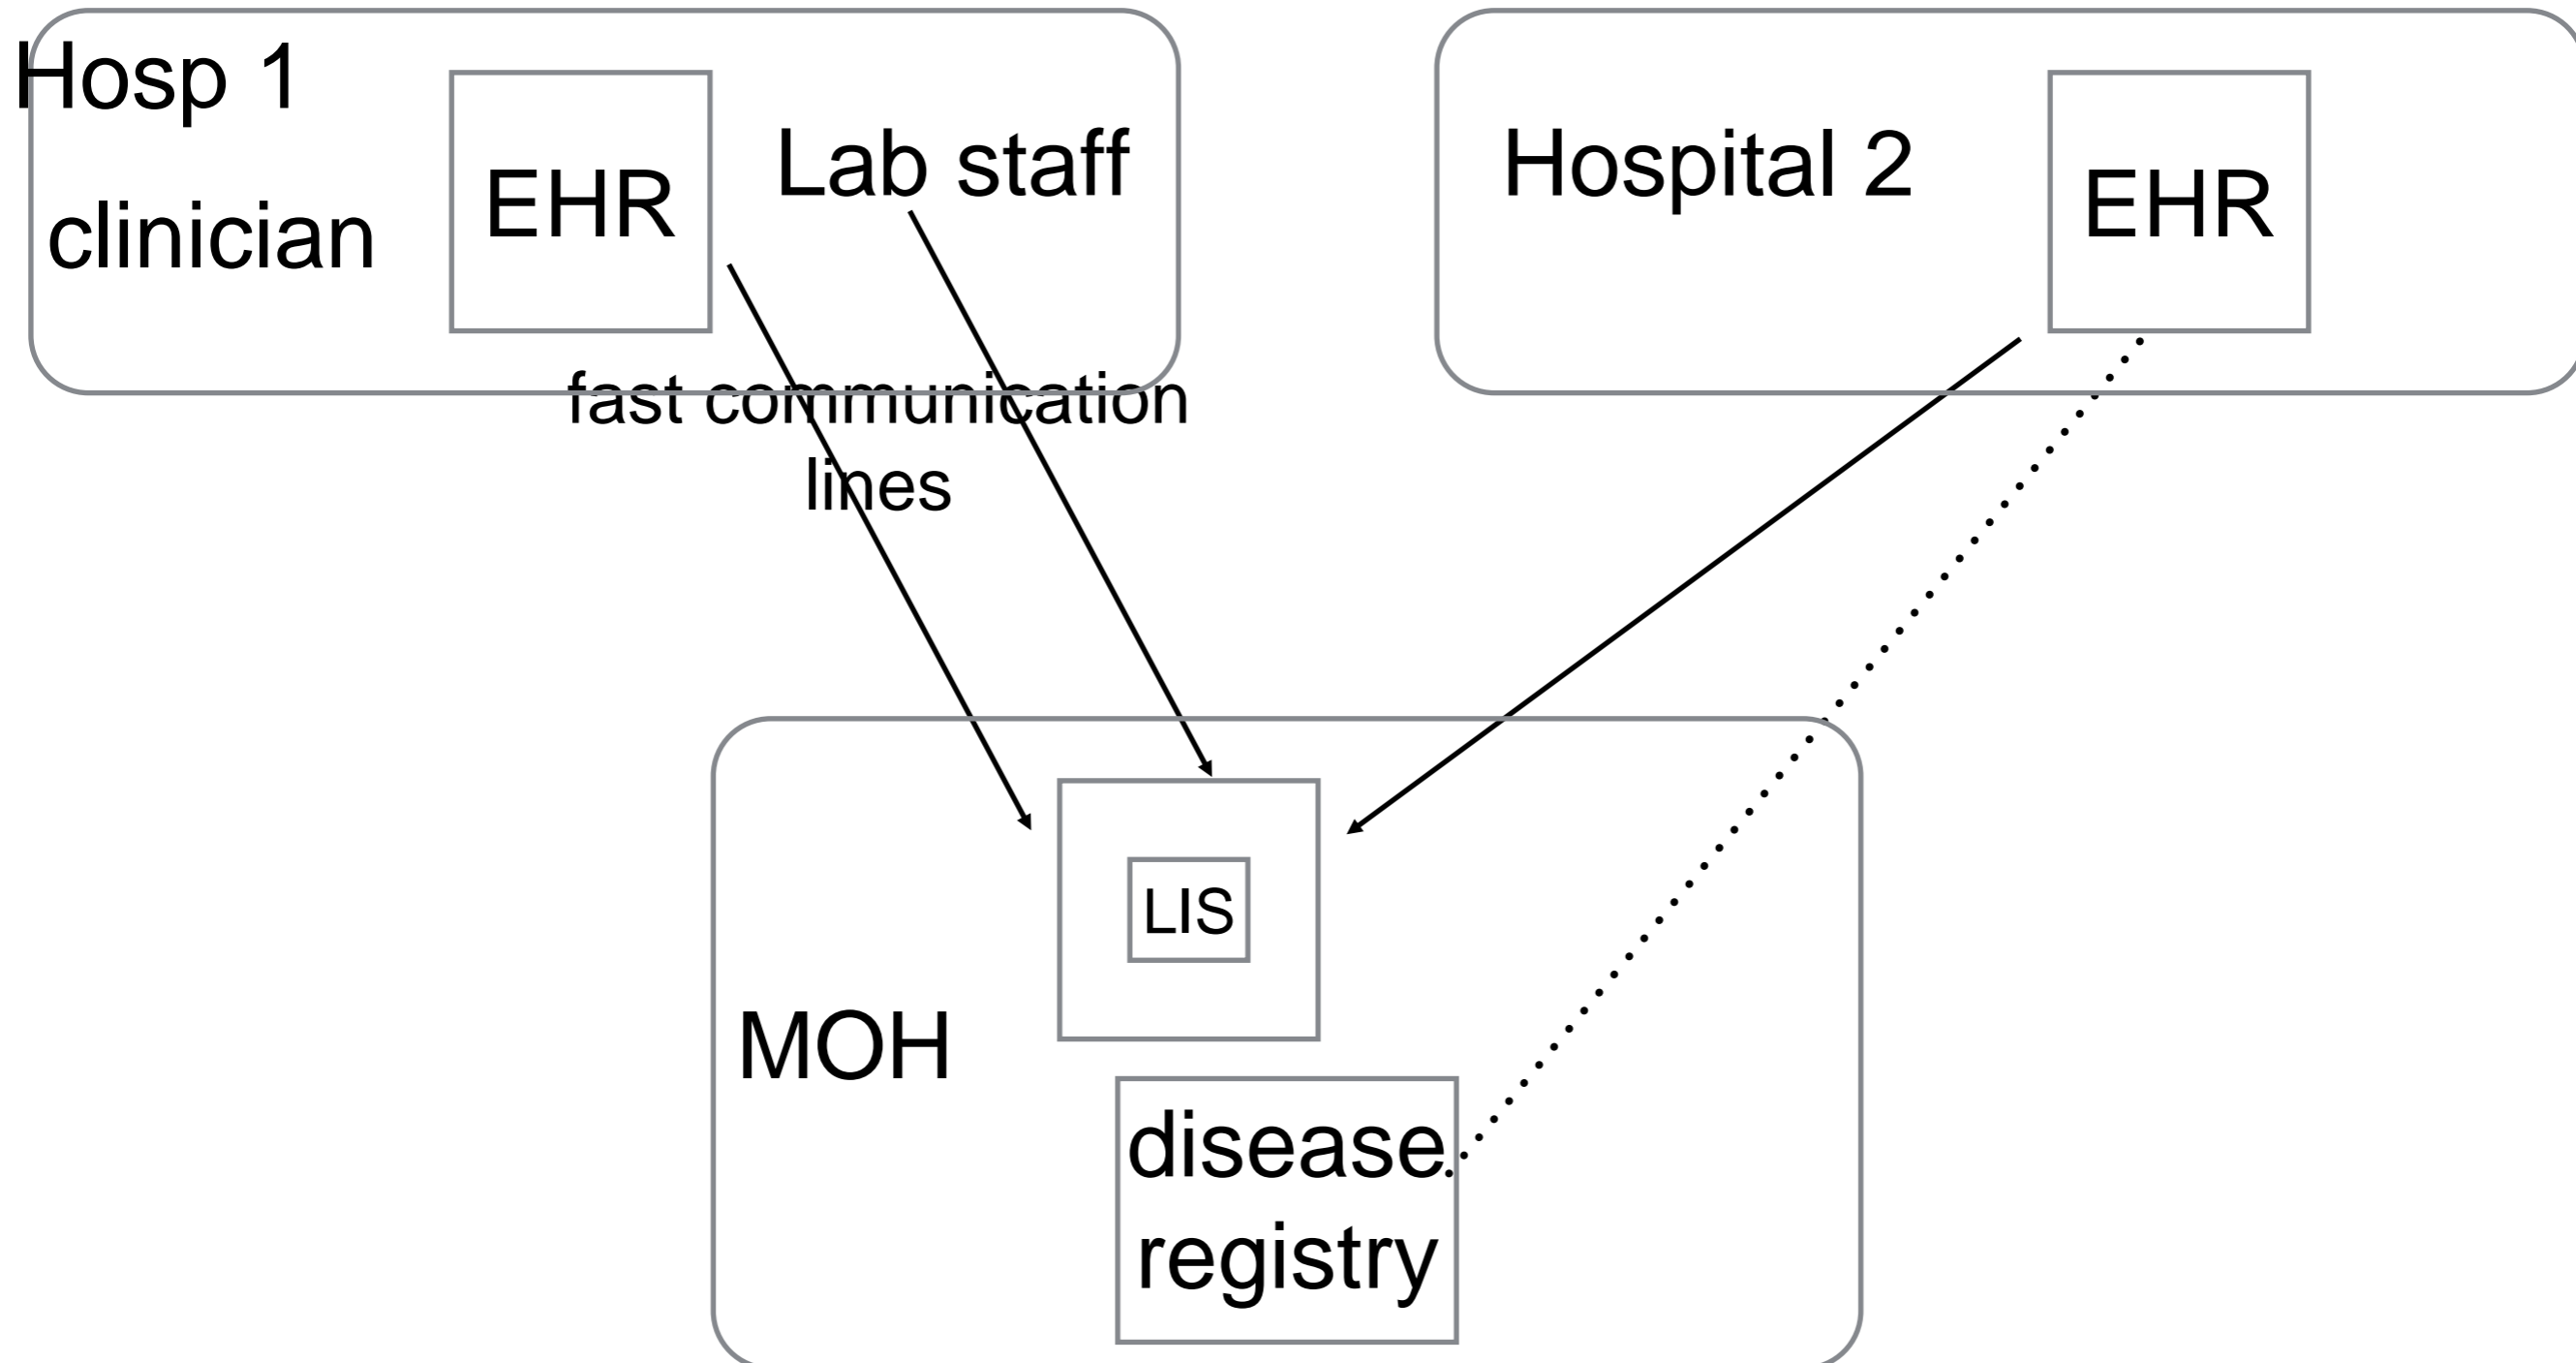 Hosp 1
clinician
EHR
Lab staff
fast communication
lines
Hospital 2
EHR
LIS
MOH
disease
registry